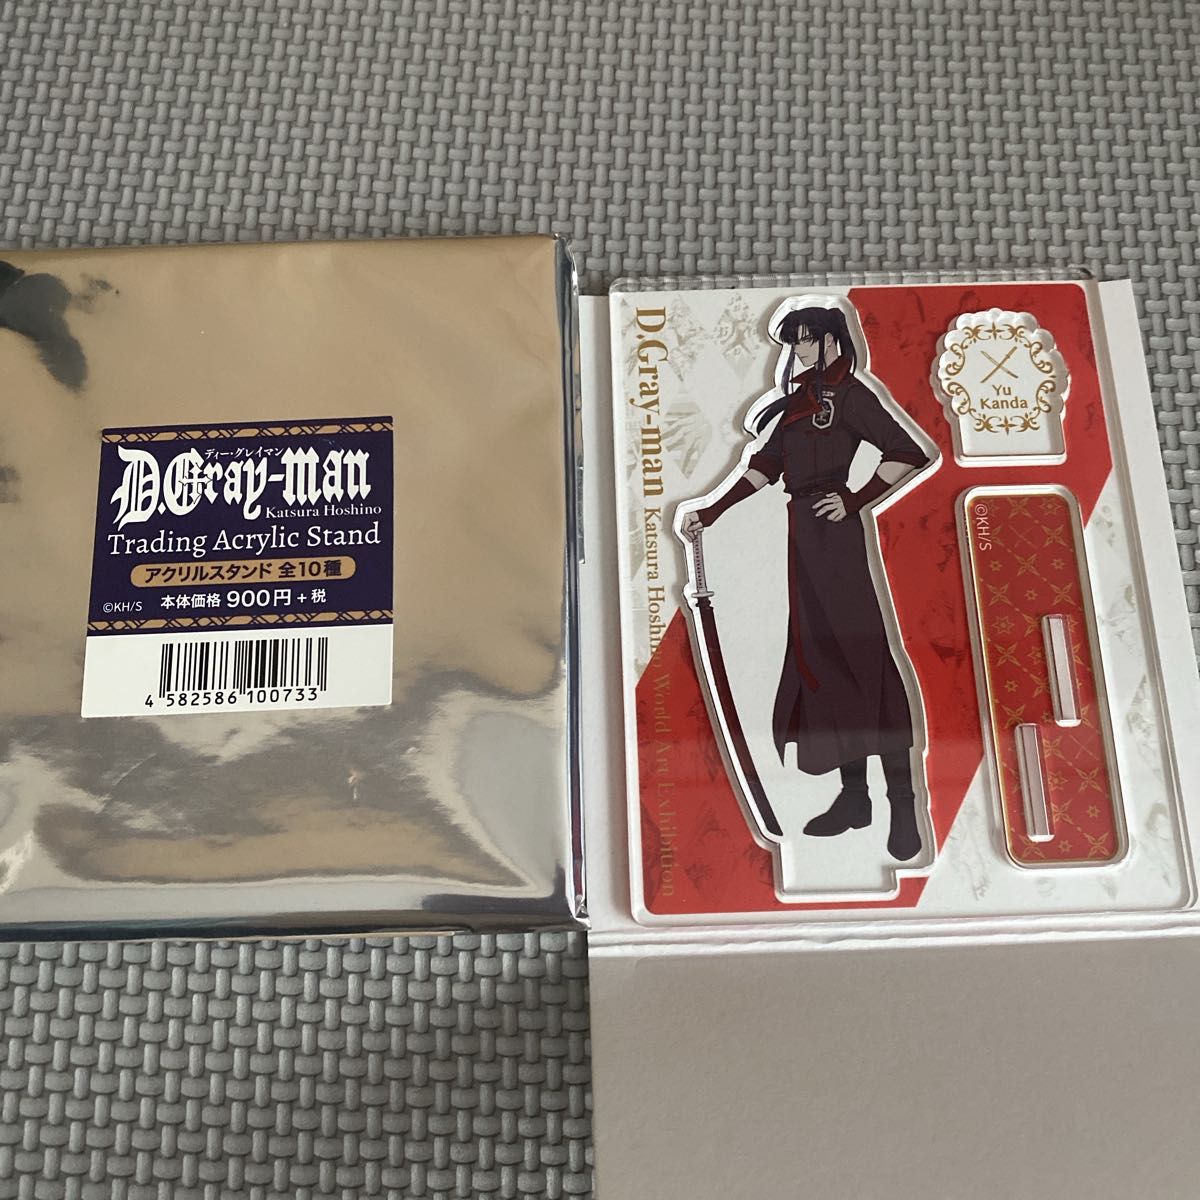 ディー・グレイマン
D.Gray-man
Katsura Hoshino
Trading Acrylic Stand
アクリルスタンド 全10種
©KH/S 本体価格 900円+税
4 582586 100733
D.Gray-man Katsura Hoshino World Art Exhibition
Yu
Kanda
©KH/S